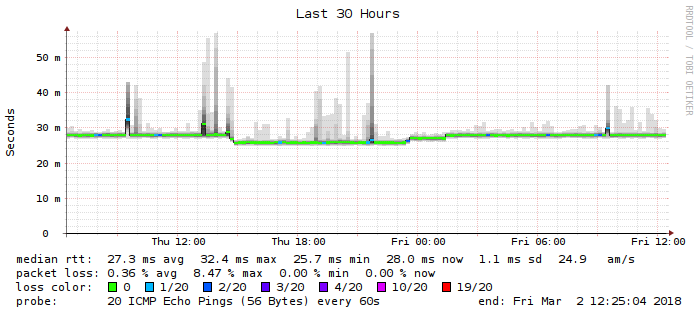 Last 30 Hours
RRDTOOL / TOBI OETIKER
Seconds
50 m
40 m
30 m
20 m
10 m
0
Thu 12:00 Thu 18:00 Fri 00:00 Fri 06:00 Fri 12:00
median rtt: 27.3 ms avg 32.4 ms max 25.7 ms min 28.0 ms now 1.1 ms sd 24.9 am/s
packet loss: 0.36 % avg 8.47 % max 0.00 % min 0.00 % now
loss color: 0 1/20 2/20 3/20 4/20 10/20 19/20
probe: 20 ICMP Echo Pings (56 Bytes) every 60s end: Fri Mar 2 12:25:04 2018